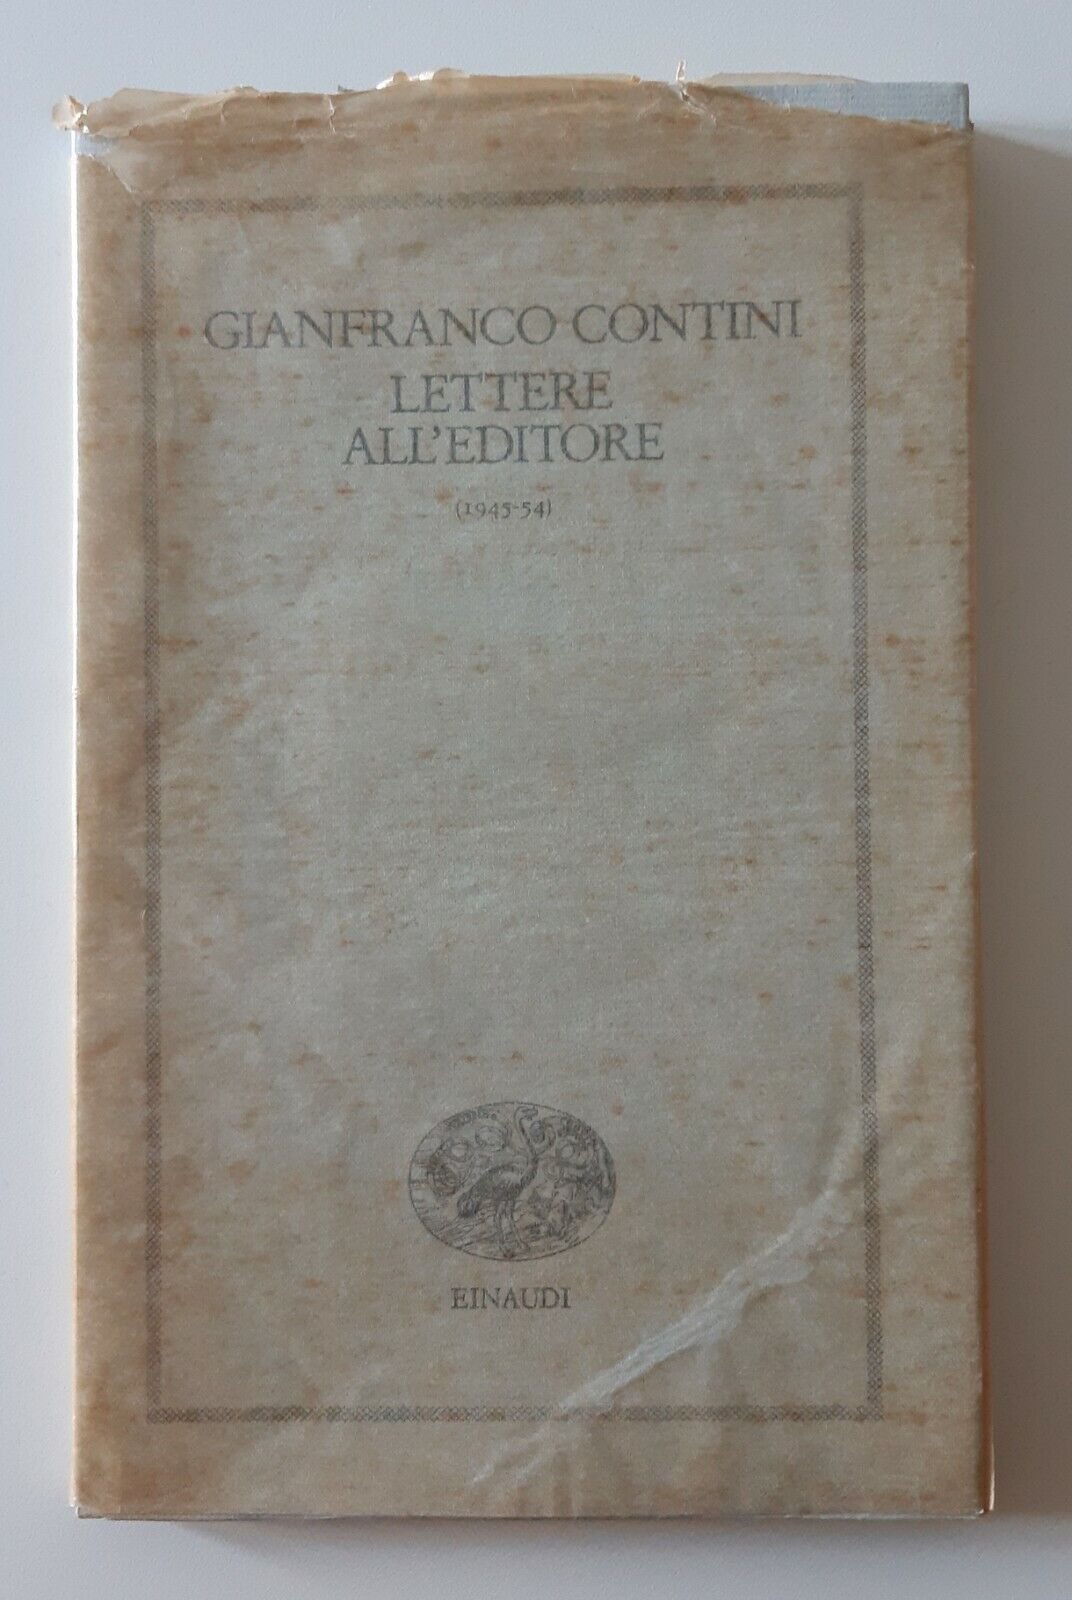 GIANFRANCO CONTINI
LETTERE
ALL'EDITORE
(1945-54)
EINAUDI